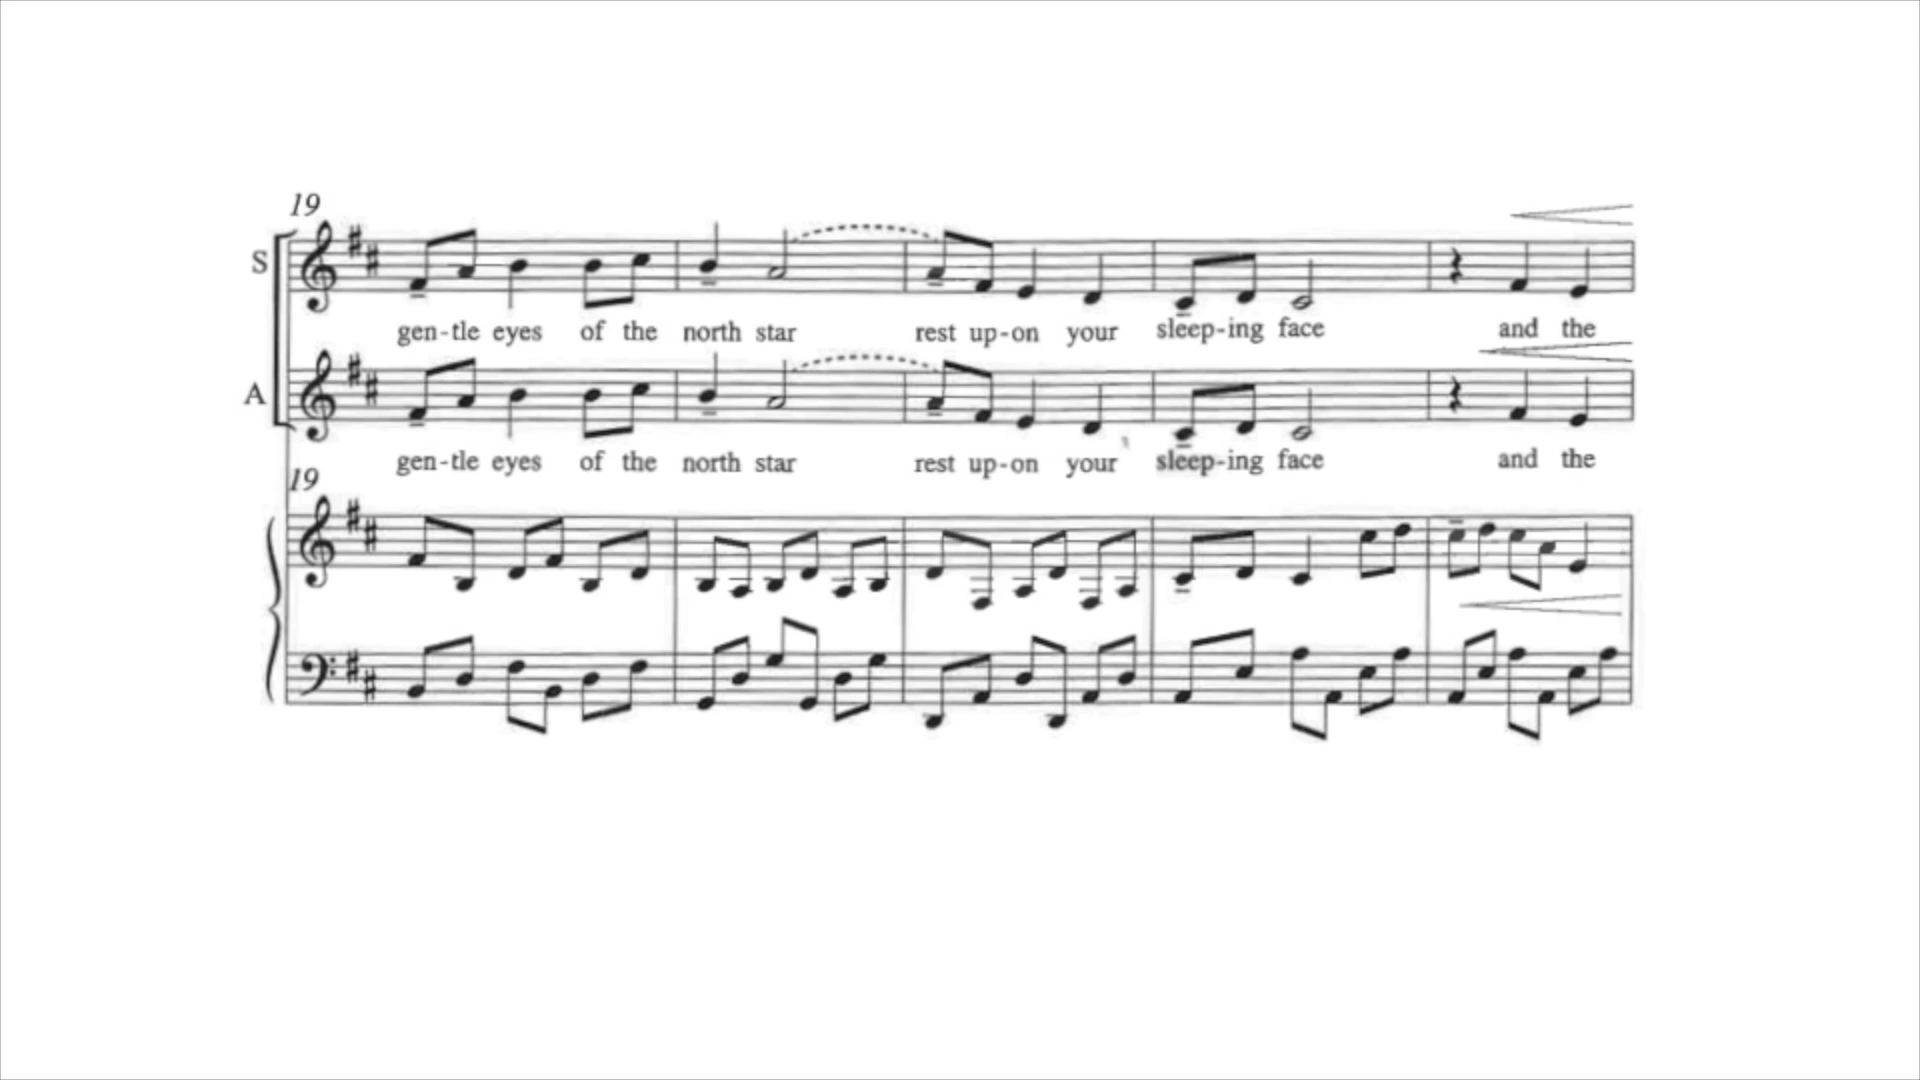 19
S
gen-tle eyes of the north star rest up-on your sleep-ing face and the
A
gen-tle eyes of the north star rest up-on your sleep-ing face and the
19